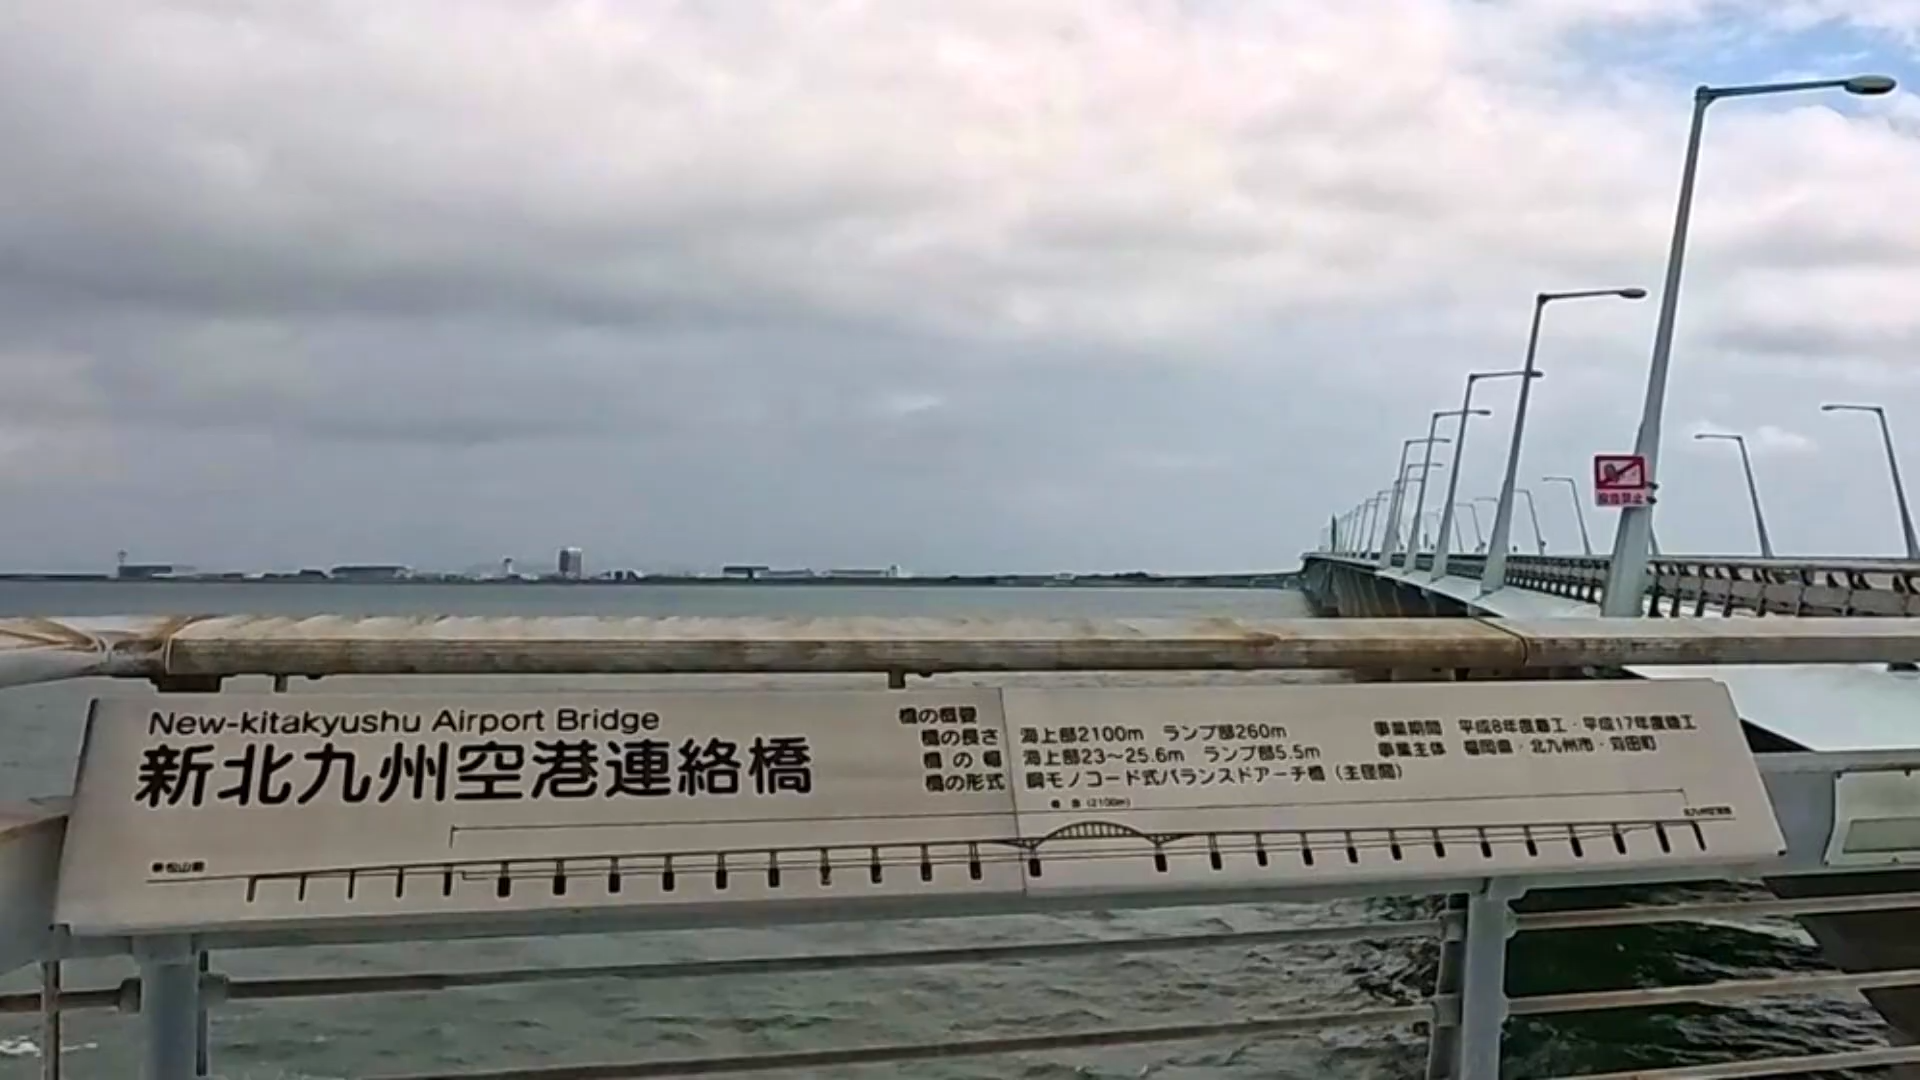 New-kitakyushu Airport Bridge
新北九州空港連絡橋
橋の概要
橋の長さ 海上部2100m ランプ部260m
橋の幅 海上部23～25.6m ランプ部5.5m
橋の形式 鋼モノコード式バランスドアーチ橋（主径間）
事業期間 平成8年度着工・平成17年度竣工
事業主体 福岡県・北九州市・苅田町
橋長(2100m)